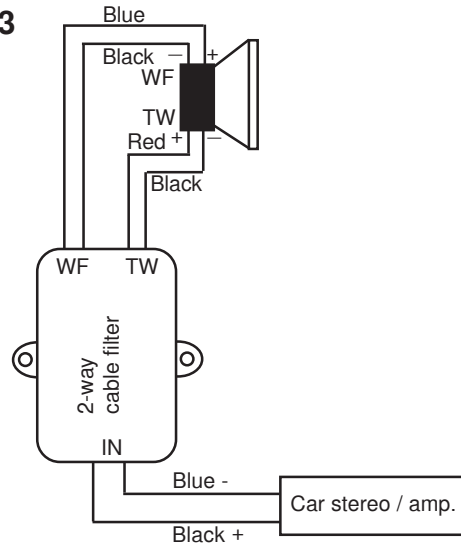 3
Blue
Black – +
WF
TW
Red + –
Black
WF TW
2-way
cable filter
IN
Blue -
Car stereo / amp.
Black +